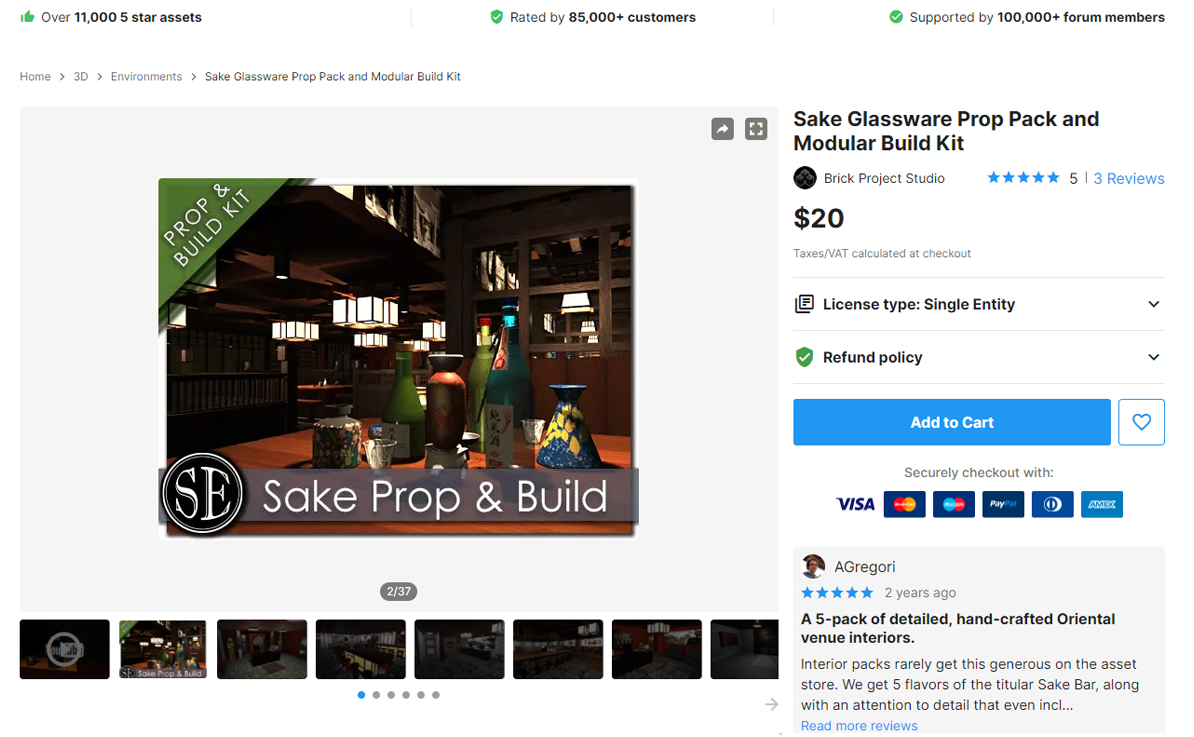 Over 11,000 5 star assets
Rated by 85,000+ customers
Supported by 100,000+ forum members
Home > 3D > Environments > Sake Glassware Prop Pack and Modular Build Kit
PROP &
BUILD KIT
純米酒
SE
Sake Prop & Build
2/37
Sake Prop & Build
Sake Glassware Prop Pack and
Modular Build Kit
Brick Project Studio
5 | 3 Reviews
$20
Taxes/VAT calculated at checkout
License type: Single Entity
Refund policy
Add to Cart
Securely checkout with:
VISA
PayPal
AMEX
AGregori
2 years ago
A 5-pack of detailed, hand-crafted Oriental
venue interiors.
Interior packs rarely get this generous on the asset
store. We get 5 flavors of the titular Sake Bar, along
with an attention to detail that even incl...
Read more reviews